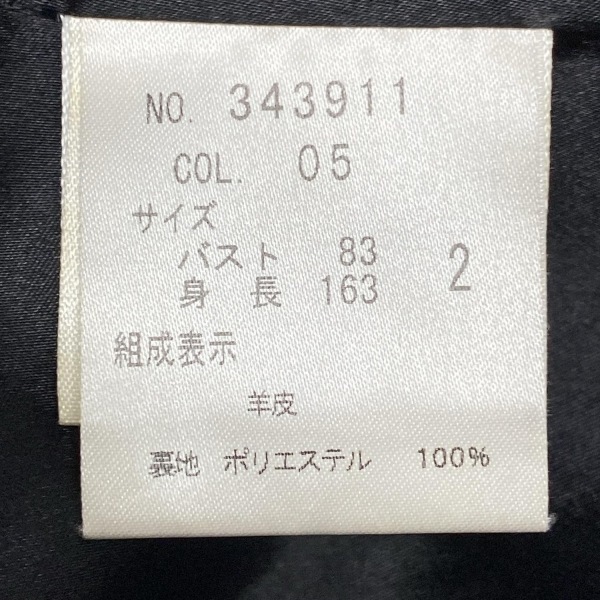 NO. 343911
COL. 05
サイズ
バスト 83
身長 163 2
組成表示
羊皮
裏地 ポリエステル 100%